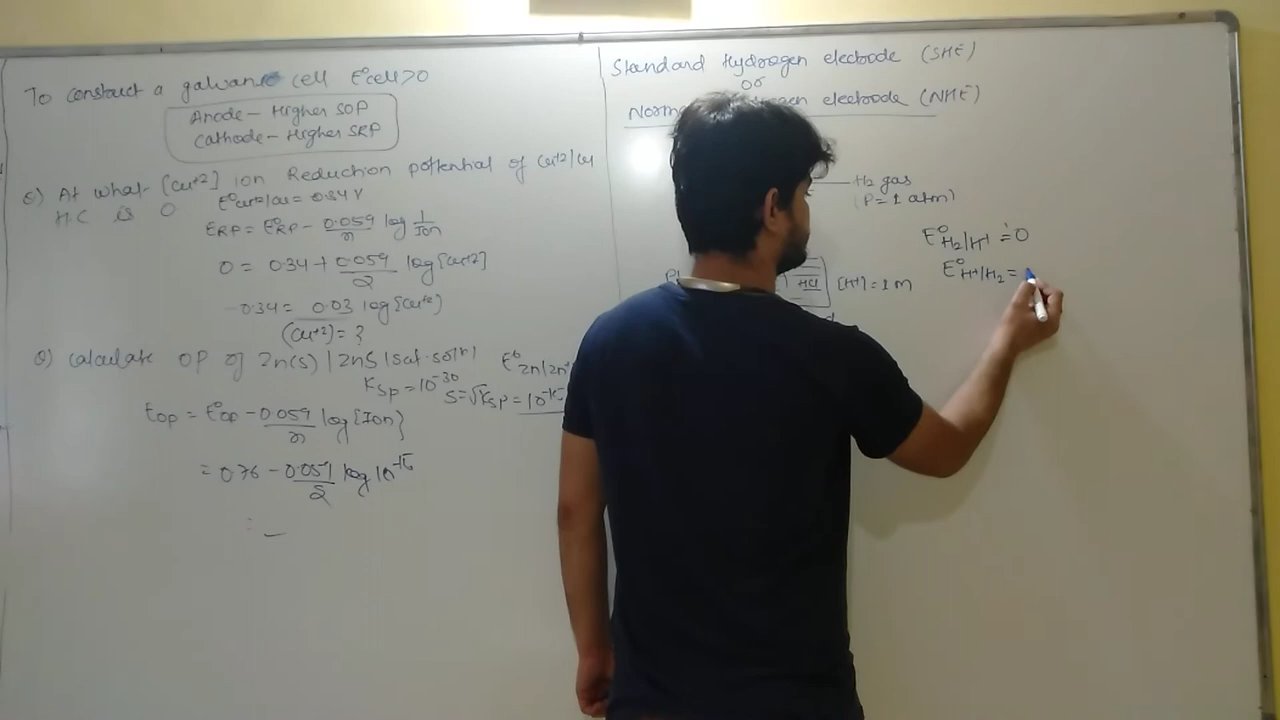 To construct a galvanic cell E°cell>0
Anode - Higher SOP
Cathode - Higher SRP
Q) At what [Cu+2] ion Reduction potential of Cu+2/Cu
H.C is 0 E°Cu+2/Cu = 0.34 V
ERP = E°RP - 0.059/n log 1/Ion
0 = 0.34 + 0.059/2 log[Cu+2]
-0.34 = 0.03 log[Cu+2]
(Cu+2) = ?
Q) Calculate OP of Zn(s) | ZnS (sat. soln) E°Zn/Zn+
Ksp = 10-30
S = √Ksp = 10-15
EOP = E°OP - 0.059/n log[Ion]
= 0.76 - 0.059/2 log 10-15
Standard Hydrogen electrode (SHE)
or
electrode (NHE)
H2 gas
(P = 1 atm)
E°H2/H+ = 0
E°H+/H2 =
HCl [H+] = 1 M